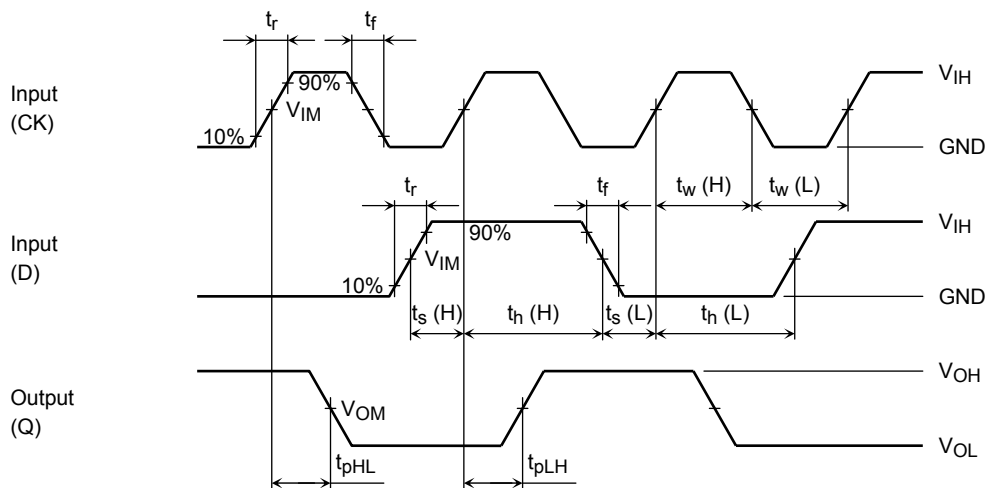 tr
tf
Input
(CK)
90%
VIM
10%
VIH
GND
tr
tf
tw (H)
tw (L)
Input
(D)
90%
VIM
10%
VIH
GND
ts (H)
th (H)
ts (L)
th (L)
Output
(Q)
VOM
VOH
VOL
tpHL
tpLH